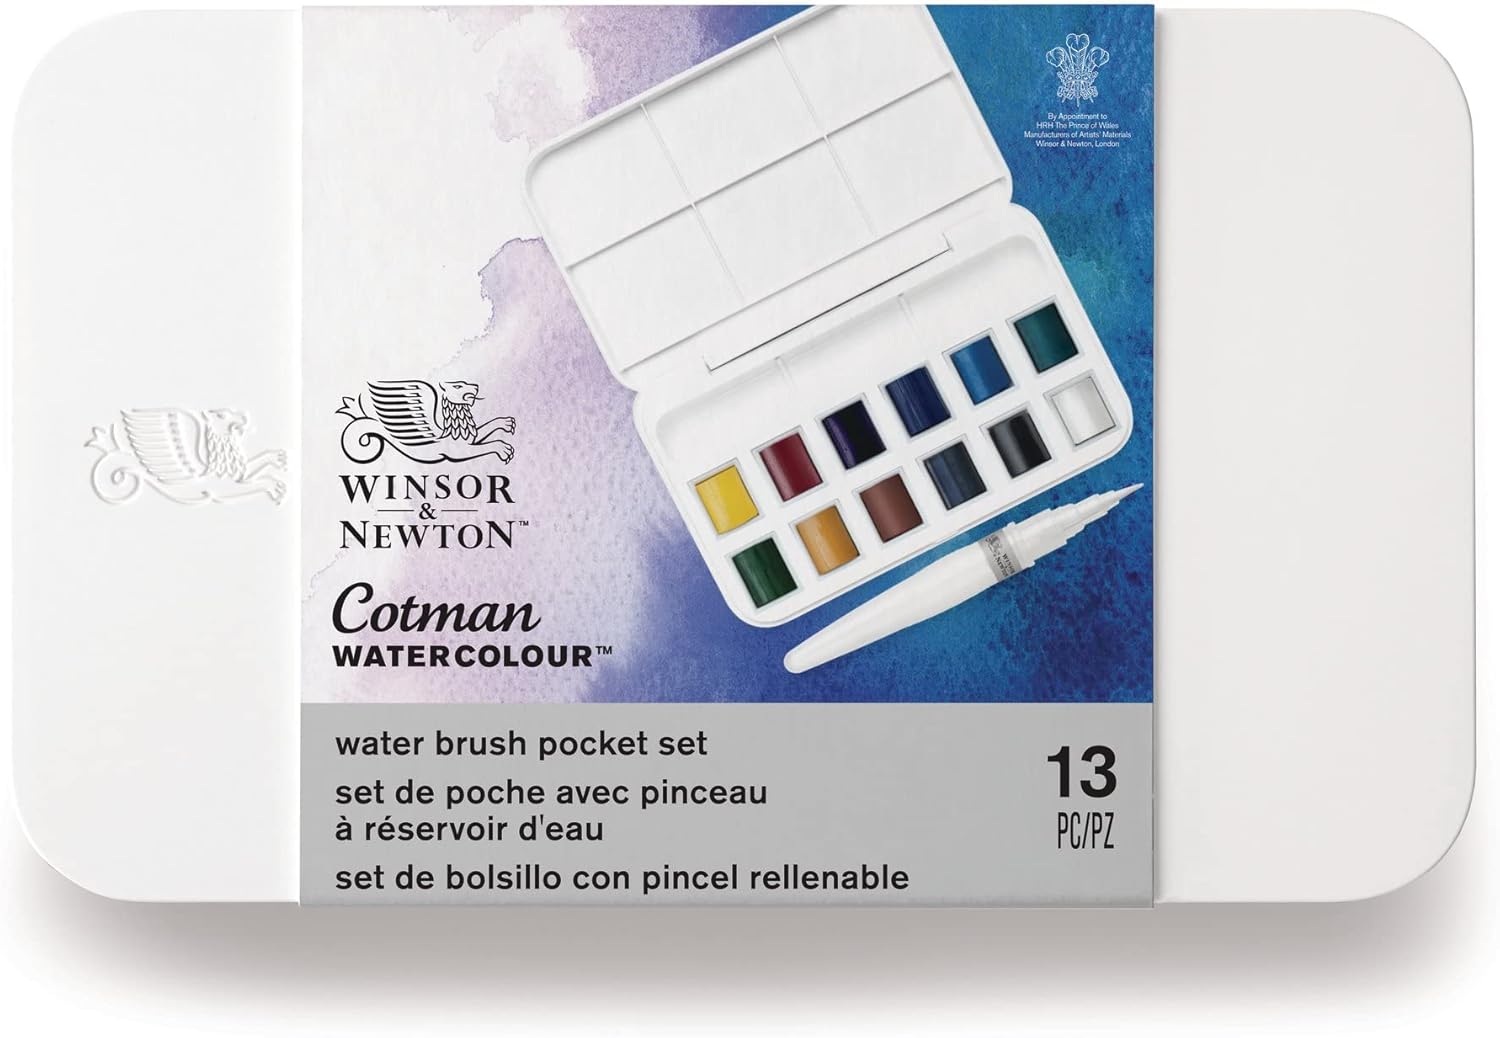 By Appointment to
HRH The Prince of Wales
Manufacturers of Artists' Materials
Winsor & Newton, London
WINSOR
&
NEWTON™
Cotman
WATERCOLOUR™
WINSOR
& NEWTON
water brush pocket set
set de poche avec pinceau
à réservoir d'eau
set de bolsillo con pincel rellenable
13
PC/PZ